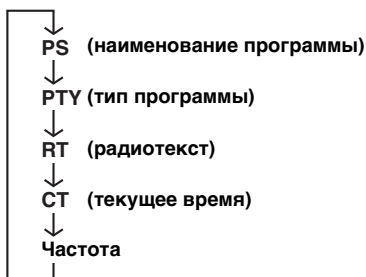 PS (наименование программы)
PTY (тип программы)
RT (радиотекст)
CT (текущее время)
Частота